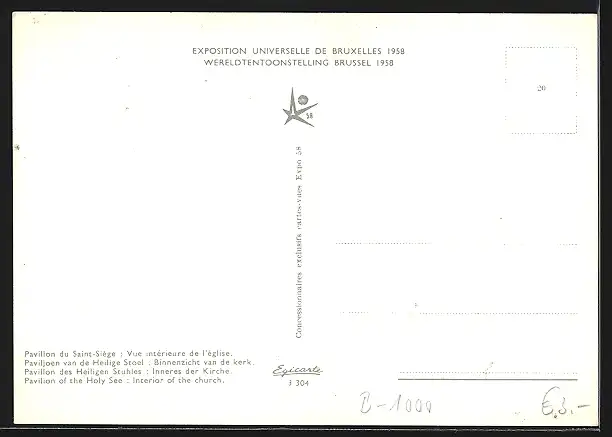 EXPOSITION UNIVERSELLE DE BRUXELLES 1958
WERELDTENTOONSTELLING BRUSSEL 1958
58
20
Concessionnaires exclusifs cartes-vues Expo 58
Pavillon du Saint-Siège : Vue intérieure de l'église.
Paviljoen van de Heilige Stoel : Binnenzicht van de kerk.
Pavillon des Heiligen Stuhles : Inneres der Kirche.
Pavilion of the Holy See : Interior of the church.
Egicarte
3 304
B-1000
€3.-